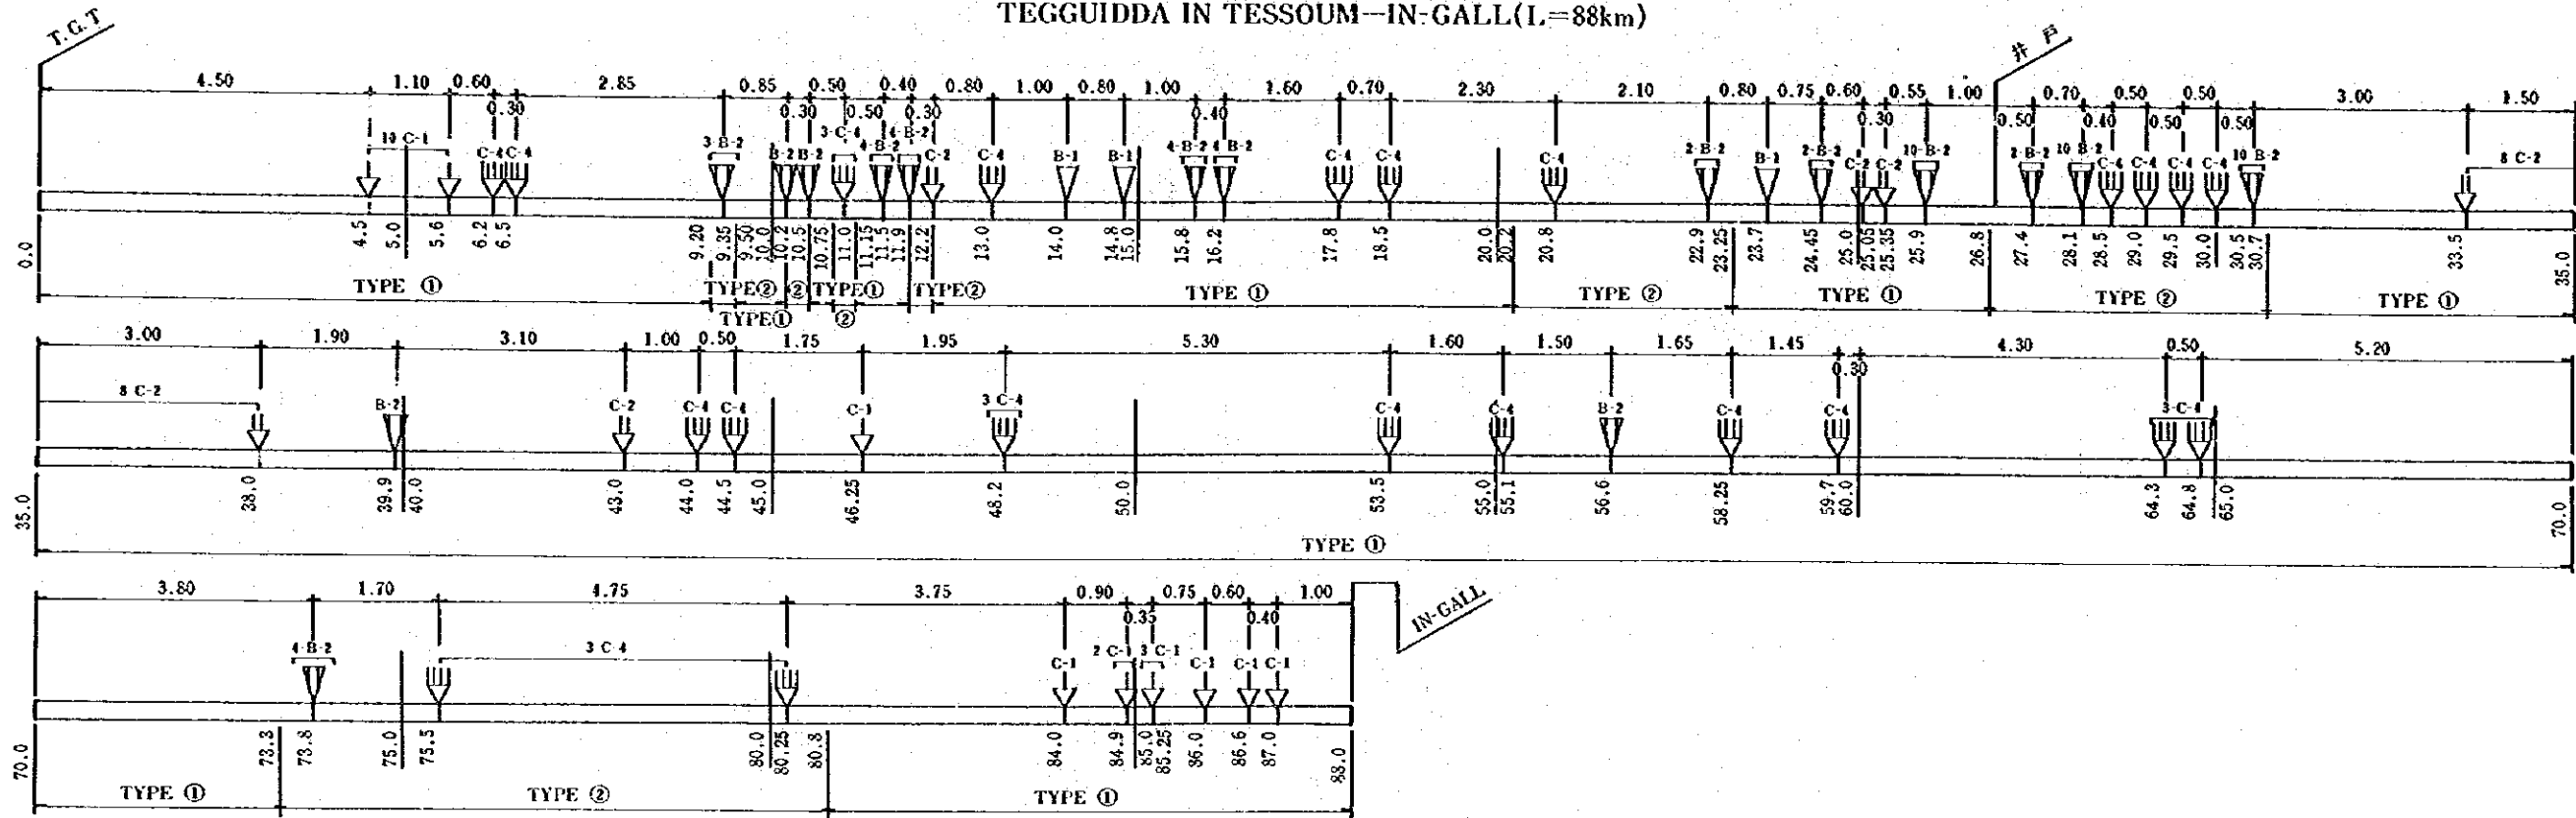 TEGGUIDDA IN TESSOUM—IN-GALL(L=88km)
T.G.T
井戸
4.50 1.10 0.60 2.85 0.85 0.50 0.40 0.80 1.00 0.80 1.00 1.60 0.70 2.30 2.10 0.80 0.75 0.60 0.55 1.00 0.70 0.50 0.50 3.00 1.50
0.30 0.30 0.50 0.30 0.40 0.30 0.50 0.40 0.50 0.50
10 C-1 C-4 C-4 3-B-2 B-2 B-2 3-C-4 4-B-2 4-B-2 C-2 C-4 B-1 B-1 4-B-2 4 B-2 C-4 C-4 C-4 2-B-2 B-1 2-B-2 C-2 C-2 10-B-2 2-B-2 10 B-2 C-4 C-4 C-4 C-4 10 B-2 8 C-2
0.0 4.5 5.0 5.6 6.2 6.5 9.20 9.35 9.50 10.0 10.2 10.5 10.75 11.0 11.15 11.5 11.9 12.2 13.0 14.0 14.8 15.0 15.8 16.2 17.8 18.5 20.0 20.2 20.8 22.9 23.25 23.7 24.45 25.0 25.05 25.35 25.9 26.8 27.4 28.1 28.5 29.0 29.5 30.0 30.5 30.7 33.5 35.0
TYPE ① TYPE② ② TYPE① TYPE② TYPE ① TYPE ② TYPE ① TYPE ② TYPE ①
TYPE① ②
3.00 1.90 3.10 1.00 0.50 1.75 1.95 5.30 1.60 1.50 1.65 1.45 4.30 0.50 5.20
0.30
8 C-2 B-2 C-2 C-4 C-4 C-1 3 C-4 C-4 C-4 B-2 C-4 C-4 3-C-4
35.0 38.0 39.9 40.0 43.0 44.0 44.5 45.0 46.25 48.2 50.0 53.5 55.0 55.1 56.6 58.25 59.7 60.0 64.3 64.8 65.0 70.0
TYPE ①
3.80 1.70 4.75 3.75 0.90 0.75 0.60 1.00
0.35 0.40
IN-GALL
4-B-2 3 C-4 C-1 2 C-1 3 C-1 C-1 C-1 C-1
70.0 73.3 73.8 75.0 75.5 80.0 80.25 80.8 84.0 84.9 85.0 85.25 86.0 86.6 87.0 88.0
TYPE ① TYPE ② TYPE ①